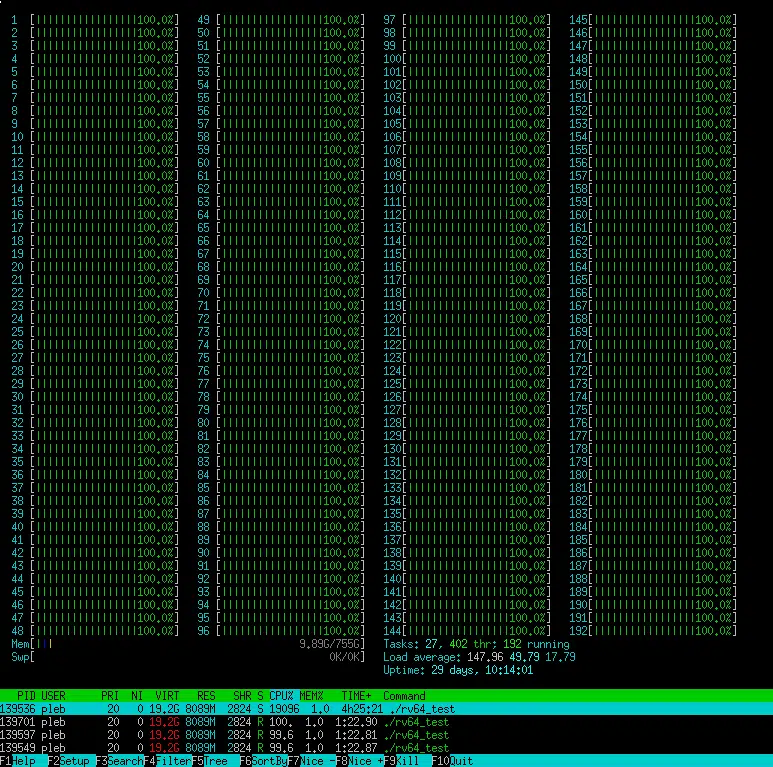 1 [||||||||||||||||||||100.0%] 49 [||||||||||||||||||||100.0%] 97 [||||||||||||||||||||100.0%] 145[||||||||||||||||||||100.0%]
2 [||||||||||||||||||||100.0%] 50 [||||||||||||||||||||100.0%] 98 [||||||||||||||||||||100.0%] 146[||||||||||||||||||||100.0%]
3 [||||||||||||||||||||100.0%] 51 [||||||||||||||||||||100.0%] 99 [||||||||||||||||||||100.0%] 147[||||||||||||||||||||100.0%]
4 [||||||||||||||||||||100.0%] 52 [||||||||||||||||||||100.0%] 100[||||||||||||||||||||100.0%] 148[||||||||||||||||||||100.0%]
5 [||||||||||||||||||||100.0%] 53 [||||||||||||||||||||100.0%] 101[||||||||||||||||||||100.0%] 149[||||||||||||||||||||100.0%]
6 [||||||||||||||||||||100.0%] 54 [||||||||||||||||||||100.0%] 102[||||||||||||||||||||100.0%] 150[||||||||||||||||||||100.0%]
7 [||||||||||||||||||||100.0%] 55 [||||||||||||||||||||100.0%] 103[||||||||||||||||||||100.0%] 151[||||||||||||||||||||100.0%]
8 [||||||||||||||||||||100.0%] 56 [||||||||||||||||||||100.0%] 104[||||||||||||||||||||100.0%] 152[||||||||||||||||||||100.0%]
9 [||||||||||||||||||||100.0%] 57 [||||||||||||||||||||100.0%] 105[||||||||||||||||||||100.0%] 153[||||||||||||||||||||100.0%]
10 [||||||||||||||||||||100.0%] 58 [||||||||||||||||||||100.0%] 106[||||||||||||||||||||100.0%] 154[||||||||||||||||||||100.0%]
11 [||||||||||||||||||||100.0%] 59 [||||||||||||||||||||100.0%] 107[||||||||||||||||||||100.0%] 155[||||||||||||||||||||100.0%]
12 [||||||||||||||||||||100.0%] 60 [||||||||||||||||||||100.0%] 108[||||||||||||||||||||100.0%] 156[||||||||||||||||||||100.0%]
13 [||||||||||||||||||||100.0%] 61 [||||||||||||||||||||100.0%] 109[||||||||||||||||||||100.0%] 157[||||||||||||||||||||100.0%]
14 [||||||||||||||||||||100.0%] 62 [||||||||||||||||||||100.0%] 110[||||||||||||||||||||100.0%] 158[||||||||||||||||||||100.0%]
15 [||||||||||||||||||||100.0%] 63 [||||||||||||||||||||100.0%] 111[||||||||||||||||||||100.0%] 159[||||||||||||||||||||100.0%]
16 [||||||||||||||||||||100.0%] 64 [||||||||||||||||||||100.0%] 112[||||||||||||||||||||100.0%] 160[||||||||||||||||||||100.0%]
17 [||||||||||||||||||||100.0%] 65 [||||||||||||||||||||100.0%] 113[||||||||||||||||||||100.0%] 161[||||||||||||||||||||100.0%]
18 [||||||||||||||||||||100.0%] 66 [||||||||||||||||||||100.0%] 114[||||||||||||||||||||100.0%] 162[||||||||||||||||||||100.0%]
19 [||||||||||||||||||||100.0%] 67 [||||||||||||||||||||100.0%] 115[||||||||||||||||||||100.0%] 163[||||||||||||||||||||100.0%]
20 [||||||||||||||||||||100.0%] 68 [||||||||||||||||||||100.0%] 116[||||||||||||||||||||100.0%] 164[||||||||||||||||||||100.0%]
21 [||||||||||||||||||||100.0%] 69 [||||||||||||||||||||100.0%] 117[||||||||||||||||||||100.0%] 165[||||||||||||||||||||100.0%]
22 [||||||||||||||||||||100.0%] 70 [||||||||||||||||||||100.0%] 118[||||||||||||||||||||100.0%] 166[||||||||||||||||||||100.0%]
23 [||||||||||||||||||||100.0%] 71 [||||||||||||||||||||100.0%] 119[||||||||||||||||||||100.0%] 167[||||||||||||||||||||100.0%]
24 [||||||||||||||||||||100.0%] 72 [||||||||||||||||||||100.0%] 120[||||||||||||||||||||100.0%] 168[||||||||||||||||||||100.0%]
25 [||||||||||||||||||||100.0%] 73 [||||||||||||||||||||100.0%] 121[||||||||||||||||||||100.0%] 169[||||||||||||||||||||100.0%]
26 [||||||||||||||||||||100.0%] 74 [||||||||||||||||||||100.0%] 122[||||||||||||||||||||100.0%] 170[||||||||||||||||||||100.0%]
27 [||||||||||||||||||||100.0%] 75 [||||||||||||||||||||100.0%] 123[||||||||||||||||||||100.0%] 171[||||||||||||||||||||100.0%]
28 [||||||||||||||||||||100.0%] 76 [||||||||||||||||||||100.0%] 124[||||||||||||||||||||100.0%] 172[||||||||||||||||||||100.0%]
29 [||||||||||||||||||||100.0%] 77 [||||||||||||||||||||100.0%] 125[||||||||||||||||||||100.0%] 173[||||||||||||||||||||100.0%]
30 [||||||||||||||||||||100.0%] 78 [||||||||||||||||||||100.0%] 126[||||||||||||||||||||100.0%] 174[||||||||||||||||||||100.0%]
31 [||||||||||||||||||||100.0%] 79 [||||||||||||||||||||100.0%] 127[||||||||||||||||||||100.0%] 175[||||||||||||||||||||100.0%]
32 [||||||||||||||||||||100.0%] 80 [||||||||||||||||||||100.0%] 128[||||||||||||||||||||100.0%] 176[||||||||||||||||||||100.0%]
33 [||||||||||||||||||||100.0%] 81 [||||||||||||||||||||100.0%] 129[||||||||||||||||||||100.0%] 177[||||||||||||||||||||100.0%]
34 [||||||||||||||||||||100.0%] 82 [||||||||||||||||||||100.0%] 130[||||||||||||||||||||100.0%] 178[||||||||||||||||||||100.0%]
35 [||||||||||||||||||||100.0%] 83 [||||||||||||||||||||100.0%] 131[||||||||||||||||||||100.0%] 179[||||||||||||||||||||100.0%]
36 [||||||||||||||||||||100.0%] 84 [||||||||||||||||||||100.0%] 132[||||||||||||||||||||100.0%] 180[||||||||||||||||||||100.0%]
37 [||||||||||||||||||||100.0%] 85 [||||||||||||||||||||100.0%] 133[||||||||||||||||||||100.0%] 181[||||||||||||||||||||100.0%]
38 [||||||||||||||||||||100.0%] 86 [||||||||||||||||||||100.0%] 134[||||||||||||||||||||100.0%] 182[||||||||||||||||||||100.0%]
39 [||||||||||||||||||||100.0%] 87 [||||||||||||||||||||100.0%] 135[||||||||||||||||||||100.0%] 183[||||||||||||||||||||100.0%]
40 [||||||||||||||||||||100.0%] 88 [||||||||||||||||||||100.0%] 136[||||||||||||||||||||100.0%] 184[||||||||||||||||||||100.0%]
41 [||||||||||||||||||||100.0%] 89 [||||||||||||||||||||100.0%] 137[||||||||||||||||||||100.0%] 185[||||||||||||||||||||100.0%]
42 [||||||||||||||||||||100.0%] 90 [||||||||||||||||||||100.0%] 138[||||||||||||||||||||100.0%] 186[||||||||||||||||||||100.0%]
43 [||||||||||||||||||||100.0%] 91 [||||||||||||||||||||100.0%] 139[||||||||||||||||||||100.0%] 187[||||||||||||||||||||100.0%]
44 [||||||||||||||||||||100.0%] 92 [||||||||||||||||||||100.0%] 140[||||||||||||||||||||100.0%] 188[||||||||||||||||||||100.0%]
45 [||||||||||||||||||||100.0%] 93 [||||||||||||||||||||100.0%] 141[||||||||||||||||||||100.0%] 189[||||||||||||||||||||100.0%]
46 [||||||||||||||||||||100.0%] 94 [||||||||||||||||||||100.0%] 142[||||||||||||||||||||100.0%] 190[||||||||||||||||||||100.0%]
47 [||||||||||||||||||||100.0%] 95 [||||||||||||||||||||100.0%] 143[||||||||||||||||||||100.0%] 191[||||||||||||||||||||100.0%]
48 [||||||||||||||||||||100.0%] 96 [||||||||||||||||||||100.0%] 144[||||||||||||||||||||100.0%] 192[||||||||||||||||||||100.0%]
Mem[||| 9.89G/755G] Tasks: 27, 402 thr; 192 running
Swp[ 0K/0K] Load average: 147.96 49.79 17.79
Uptime: 29 days, 10:14:01
PID USER PRI NI VIRT RES SHR S CPU% MEM% TIME+ Command
139536 pleb 20 0 19.2G 8089M 2824 S 19096 1.0 4h25:21 ./rv64_test
139701 pleb 20 0 19.2G 8089M 2824 R 100. 1.0 1:22.90 ./rv64_test
139597 pleb 20 0 19.2G 8089M 2824 R 99.6 1.0 1:22.81 ./rv64_test
139549 pleb 20 0 19.2G 8089M 2824 R 99.6 1.0 1:22.87 ./rv64_test
F1Help F2Setup F3SearchF4FilterF5Tree F6SortByF7Nice -F8Nice +F9Kill F10Quit